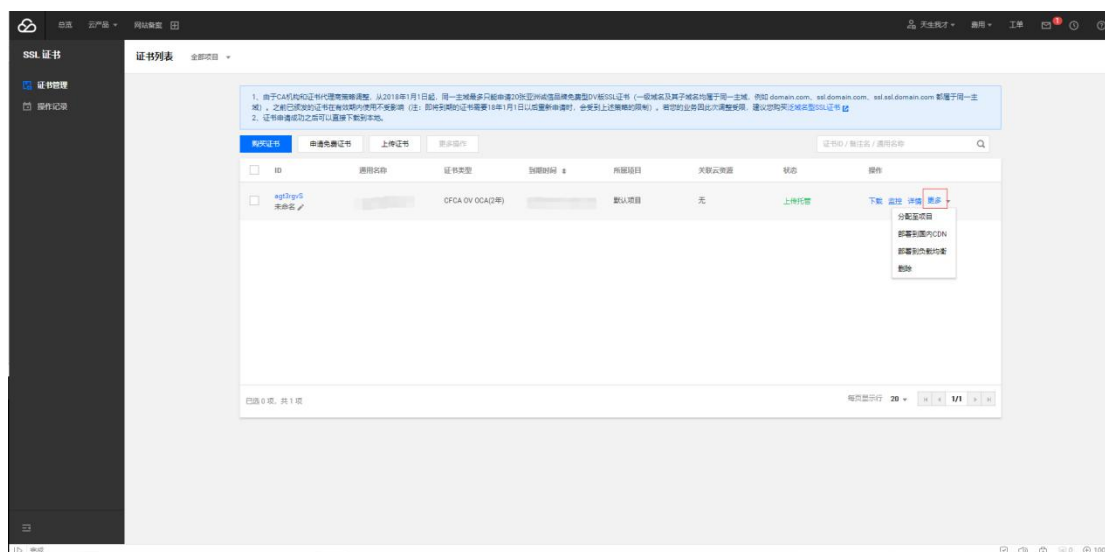 总览 云产品 网站备案 天生我才 费用 工单 1
SSL 证书
证书列表 全部项目
证书管理
操作记录
1、由于CA机构和证书代理商策略调整，从2018年1月1日起，同一主域最多只能申请20张亚洲诚信品牌免费型DV版SSL证书（一级域名及其子域名均属于同一主域，例如 domain.com、ssl.domain.com、ssl.ssl.domain.com 都属于同一主
域）。之前已颁发的证书在有效期内使用不受影响（注：即将到期的证书需要18年1月1日以后重新申请时，会受到上述策略的限制）。若您的业务因此次调整受限，建议您购买泛域名型SSL证书
2、证书申请成功之后可以直接下载到本地。
购买证书 申请免费证书 上传证书 更多操作 证书ID / 备注名 / 通用名称
ID 通用名称 证书类型 到期时间 所属项目 关联云资源 状态 操作
agt3rgvS CFCA OV OCA(2年) 默认项目 无 上传托管 下载 监控 详情 更多
未命名
分配至项目
部署到国内CDN
部署到负载均衡
删除
已选 0 项，共 1 项 每页显示行 20 1/1
完成 0 100